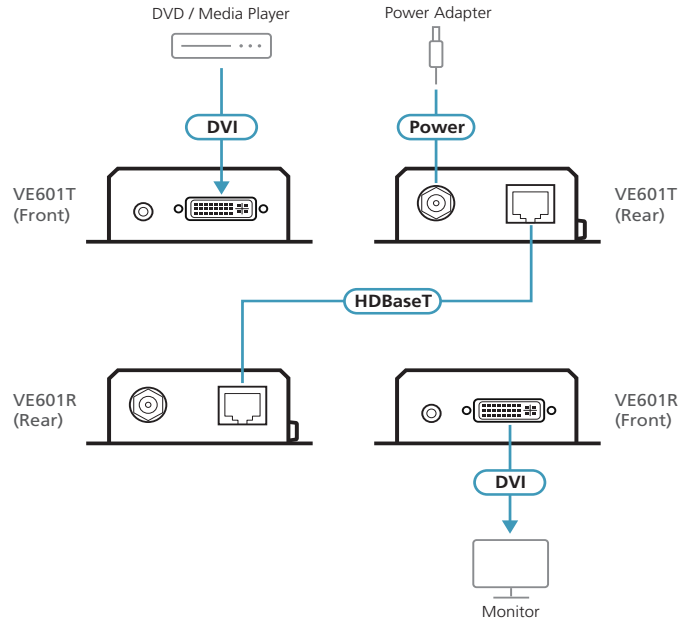 DVD / Media Player
Power Adapter
DVI
Power
VE601T
(Front)
VE601T
(Rear)
HDBaseT
VE601R
(Rear)
VE601R
(Front)
DVI
Monitor